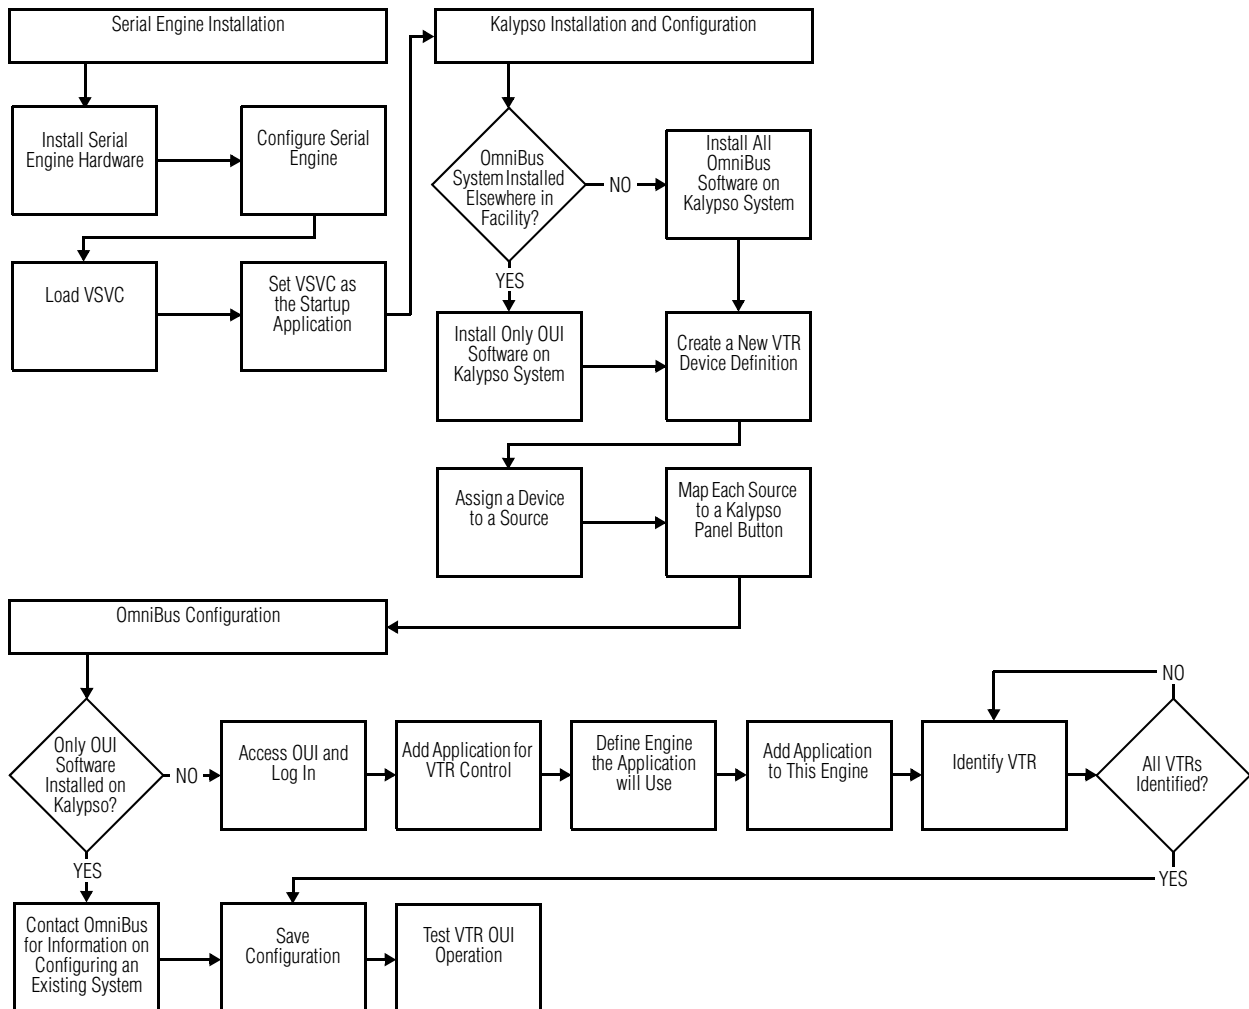 Serial Engine Installation
Kalypso Installation and Configuration
Install Serial
Engine Hardware
Configure Serial
Engine
Load VSVC
Set VSVC as
the Startup
Application
OmniBus
System Installed
Elsewhere in
Facility?
NO
Install All
OmniBus
Software on
Kalypso System
YES
Install Only OUI
Software on
Kalypso System
Create a New VTR
Device Definition
Assign a Device
to a Source
Map Each Source
to a Kalypso
Panel Button
OmniBus Configuration
Only OUI
Software
Installed on
Kalypso?
NO
Access OUI and
Log In
Add Application for
VTR Control
Define Engine
the Application
will Use
Add Application
to This Engine
Identify VTR
NO
All VTRs
Identified?
YES
YES
Contact OmniBus
for Information on
Configuring an
Existing System
Save
Configuration
Test VTR OUI
Operation